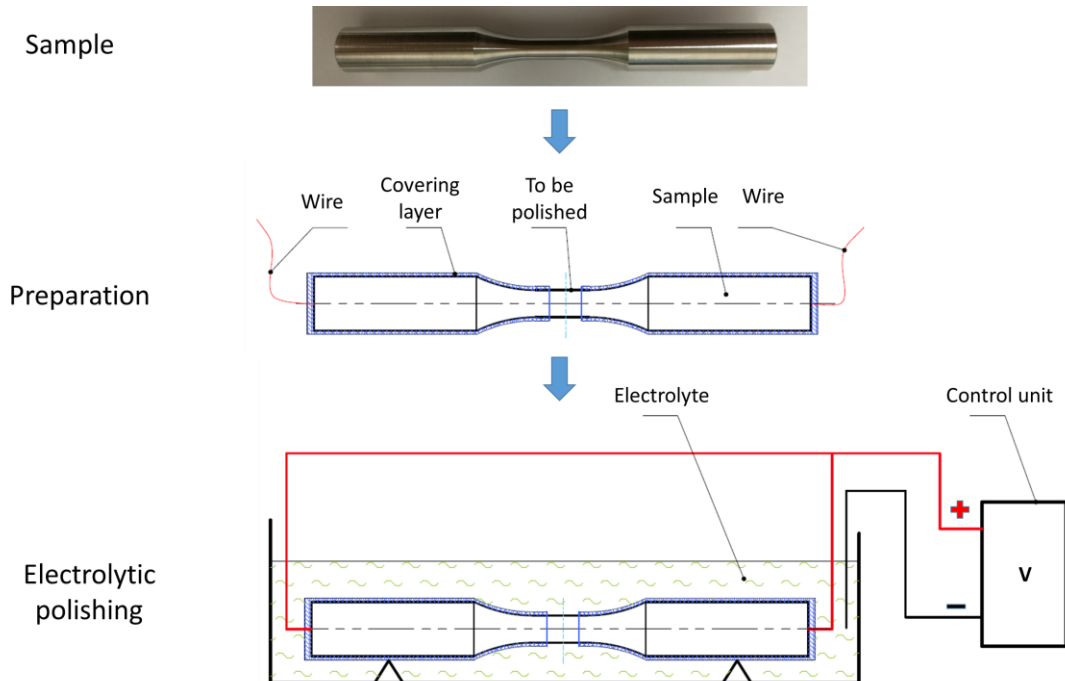 Sample
Wire
Covering
layer
To be
polished
Sample
Wire
Preparation
Electrolyte
Control unit
+
V
−
Electrolytic
polishing